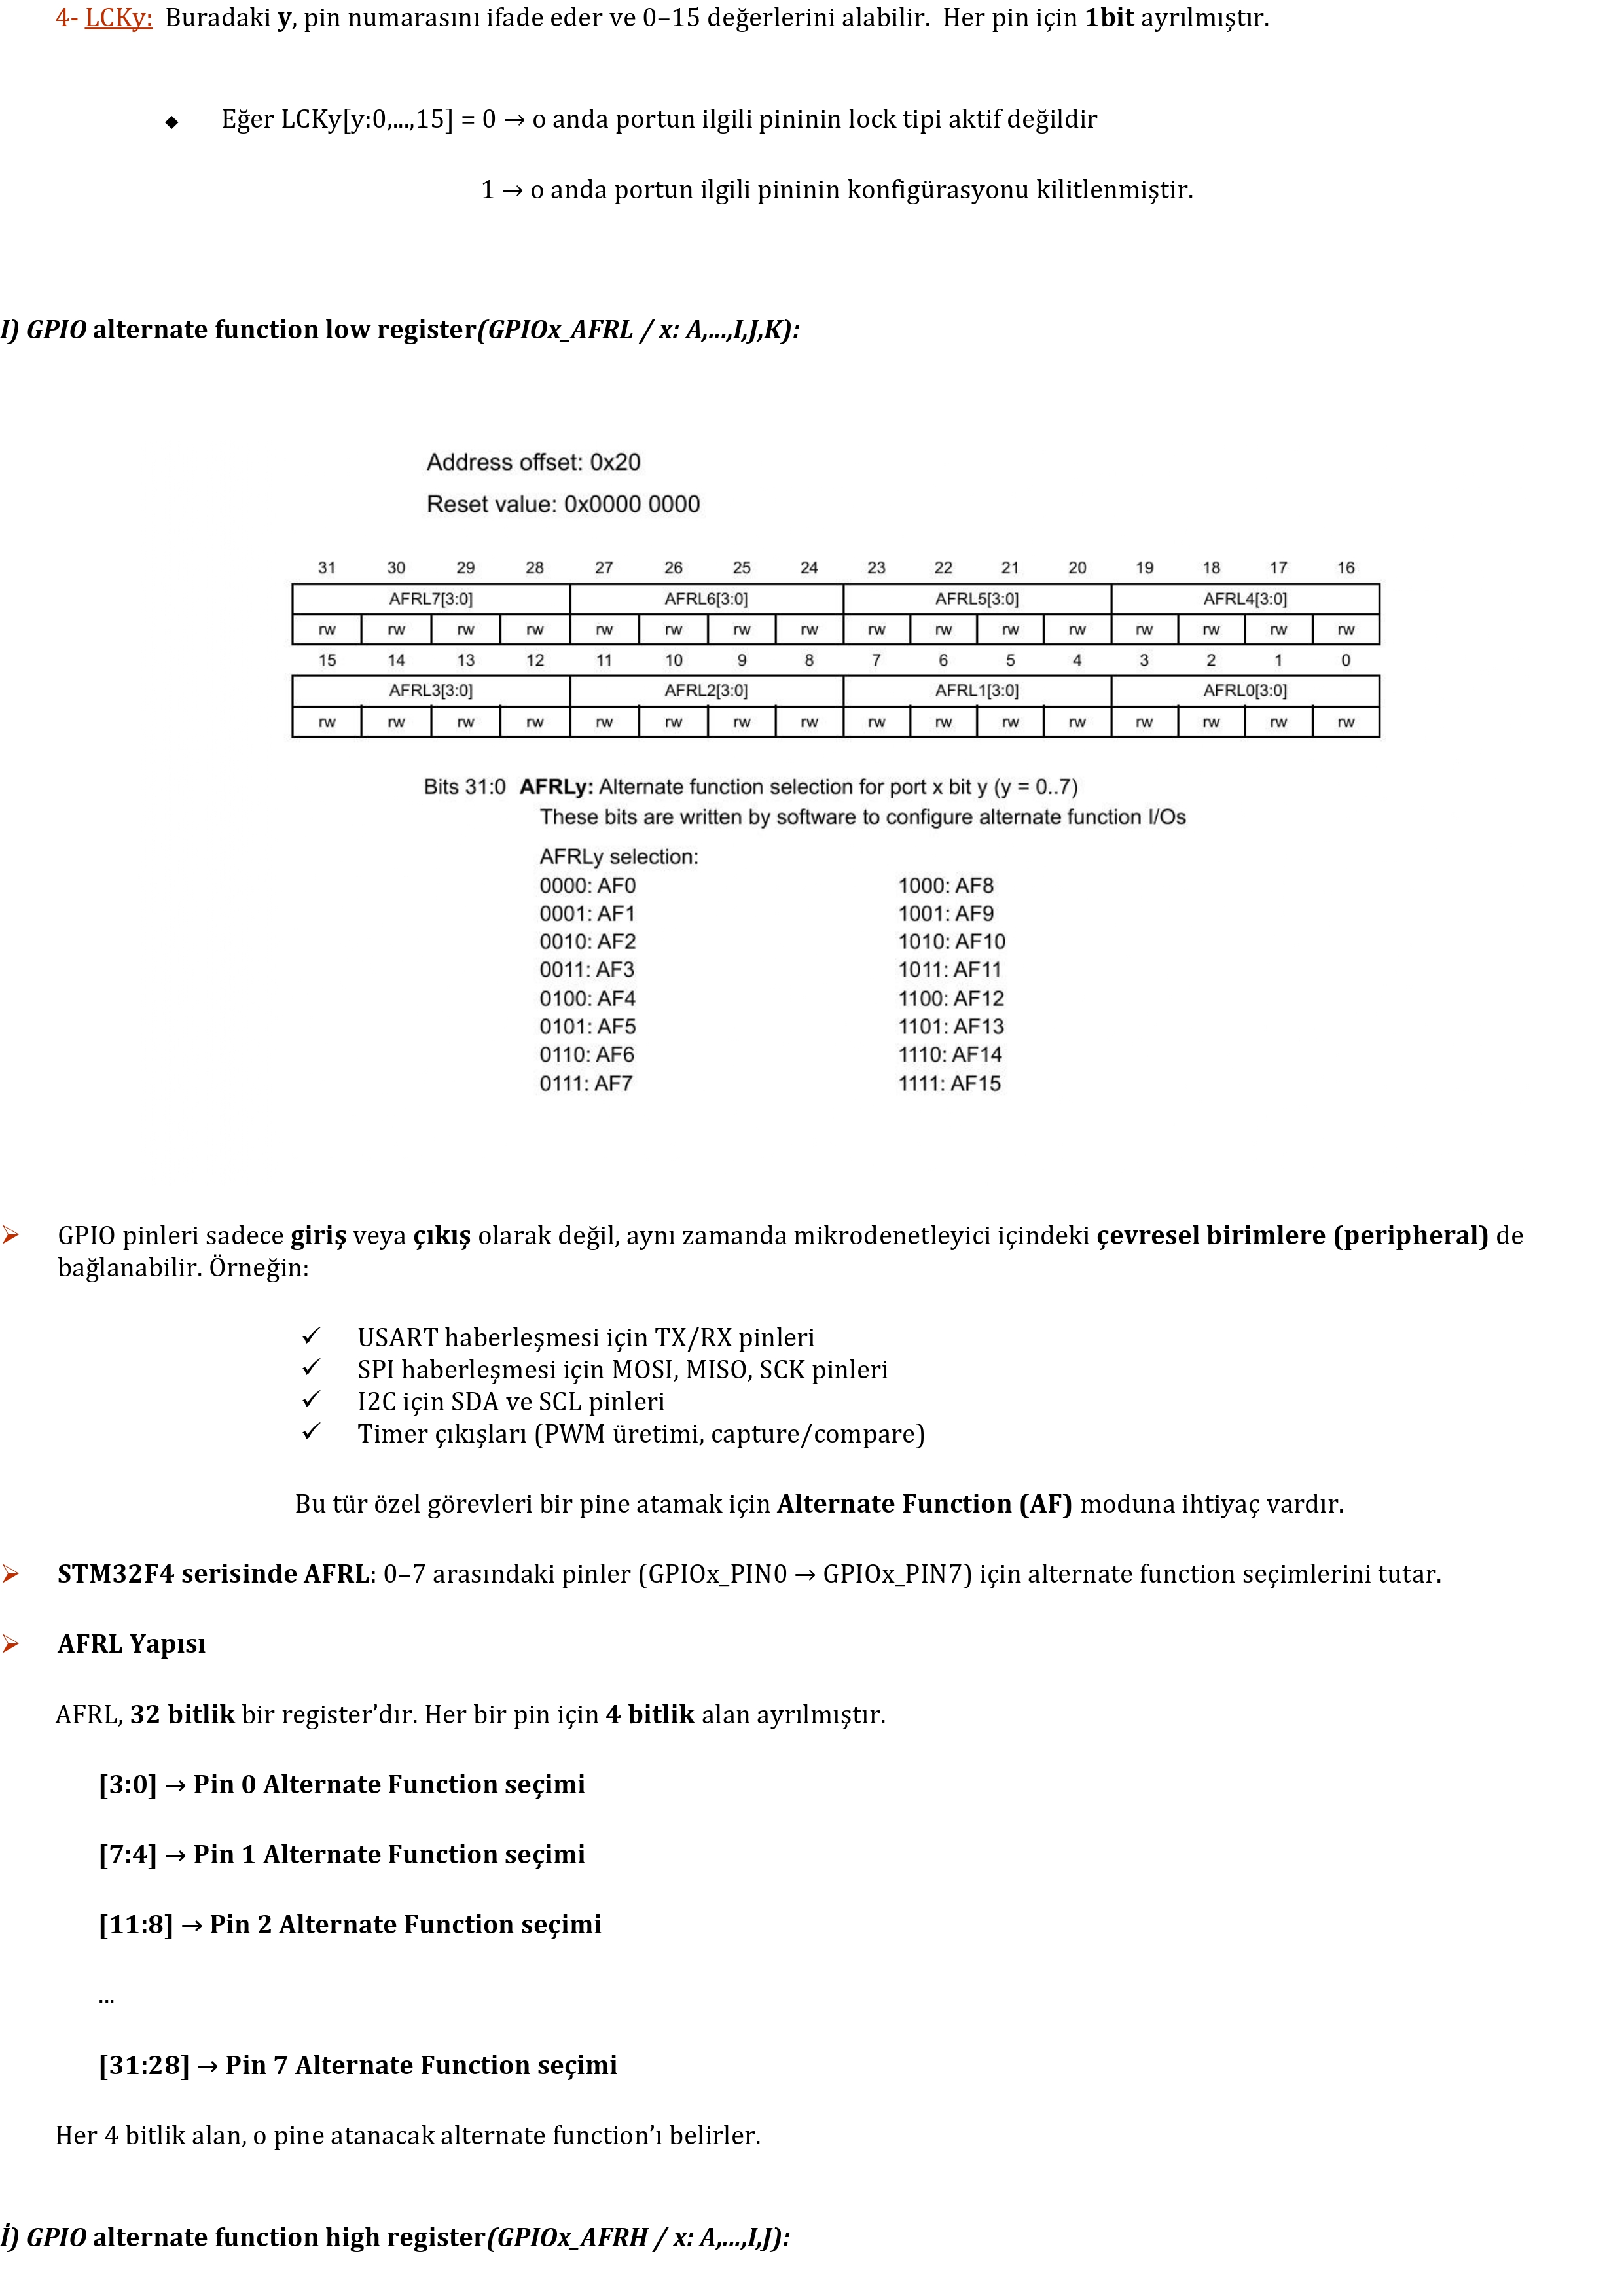 4- LCKy:  Buradaki y, pin numarasını ifade eder ve 0–15 değerlerini alabilir.  Her pin için 1bit ayrılmıştır.
◆ Eğer LCKy[y:0,...,15] = 0 → o anda portun ilgili pininin lock tipi aktif değildir
1 → o anda portun ilgili pininin konfigürasyonu kilitlenmiştir.
I) GPIO alternate function low register(GPIOx_AFRL / x: A,...,I,J,K):
Address offset: 0x20
Reset value: 0x0000 0000
31 30 29 28 27 26 25 24 23 22 21 20 19 18 17 16
AFRL7[3:0] AFRL6[3:0] AFRL5[3:0] AFRL4[3:0]
rw rw rw rw rw rw rw rw rw rw rw rw rw rw rw rw
15 14 13 12 11 10 9 8 7 6 5 4 3 2 1 0
AFRL3[3:0] AFRL2[3:0] AFRL1[3:0] AFRL0[3:0]
rw rw rw rw rw rw rw rw rw rw rw rw rw rw rw rw
Bits 31:0 AFRLy: Alternate function selection for port x bit y (y = 0..7)
These bits are written by software to configure alternate function I/Os
AFRLy selection:
0000: AF0 1000: AF8
0001: AF1 1001: AF9
0010: AF2 1010: AF10
0011: AF3 1011: AF11
0100: AF4 1100: AF12
0101: AF5 1101: AF13
0110: AF6 1110: AF14
0111: AF7 1111: AF15
➢ GPIO pinleri sadece giriş veya çıkış olarak değil, aynı zamanda mikrodenetleyici içindeki çevresel birimlere (peripheral) de
bağlanabilir. Örneğin:
✓ USART haberleşmesi için TX/RX pinleri
✓ SPI haberleşmesi için MOSI, MISO, SCK pinleri
✓ I2C için SDA ve SCL pinleri
✓ Timer çıkışları (PWM üretimi, capture/compare)
Bu tür özel görevleri bir pine atamak için Alternate Function (AF) moduna ihtiyaç vardır.
➢ STM32F4 serisinde AFRL: 0–7 arasındaki pinler (GPIOx_PIN0 → GPIOx_PIN7) için alternate function seçimlerini tutar.
➢ AFRL Yapısı
AFRL, 32 bitlik bir register’dır. Her bir pin için 4 bitlik alan ayrılmıştır.
[3:0] → Pin 0 Alternate Function seçimi
[7:4] → Pin 1 Alternate Function seçimi
[11:8] → Pin 2 Alternate Function seçimi
...
[31:28] → Pin 7 Alternate Function seçimi
Her 4 bitlik alan, o pine atanacak alternate function’ı belirler.
İ) GPIO alternate function high register(GPIOx_AFRH / x: A,...,I,J):